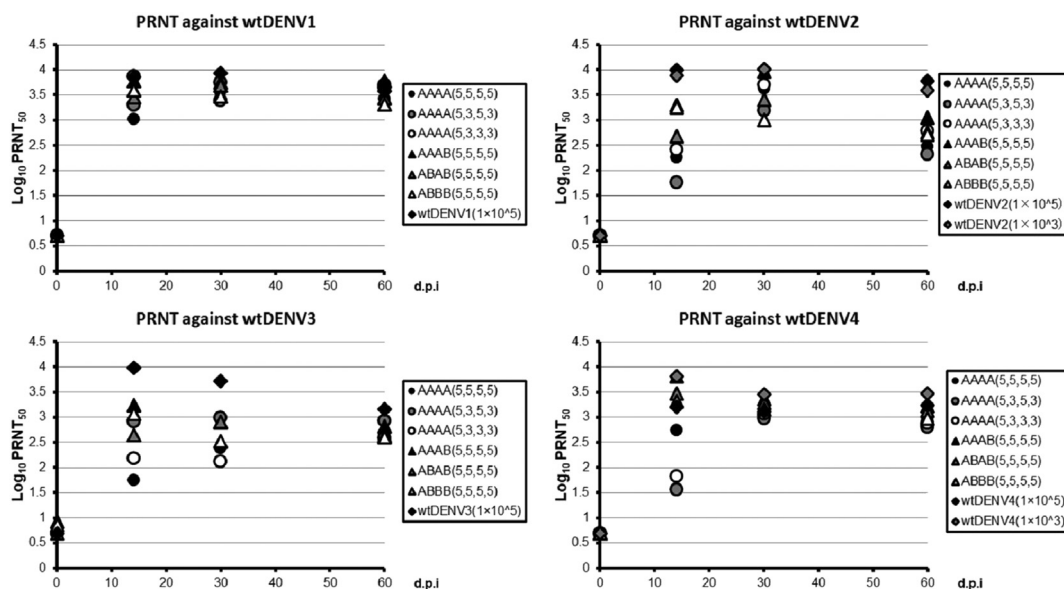 PRNT against wtDENV1
Log10 PRNT50
4.5
4
3.5
3
2.5
2
1.5
1
0.5
0
0 10 20 30 40 50 60 d.p.i
AAAA(5,5,5,5)
AAAA(5,3,5,3)
AAAA(5,3,3,3)
AAAB(5,5,5,5)
ABAB(5,5,5,5)
ABBB(5,5,5,5)
wtDENV1(1×10^5)
PRNT against wtDENV2
Log10 PRNT50
4.5
4
3.5
3
2.5
2
1.5
1
0.5
0
0 10 20 30 40 50 60 d.p.i
AAAA(5,5,5,5)
AAAA(5,3,5,3)
AAAA(5,3,3,3)
AAAB(5,5,5,5)
ABAB(5,5,5,5)
ABBB(5,5,5,5)
wtDENV2(1×10^5)
wtDENV2(1×10^3)
PRNT against wtDENV3
Log10 PRNT50
4.5
4
3.5
3
2.5
2
1.5
1
0.5
0
0 10 20 30 40 50 60 d.p.i
AAAA(5,5,5,5)
AAAA(5,3,5,3)
AAAA(5,3,3,3)
AAAB(5,5,5,5)
ABAB(5,5,5,5)
ABBB(5,5,5,5)
wtDENV3(1×10^5)
PRNT against wtDENV4
Log10 PRNT50
4.5
4
3.5
3
2.5
2
1.5
1
0.5
0
0 10 20 30 40 50 60 d.p.i
AAAA(5,5,5,5)
AAAA(5,3,5,3)
AAAA(5,3,3,3)
AAAB(5,5,5,5)
ABAB(5,5,5,5)
ABBB(5,5,5,5)
wtDENV4(1×10^5)
wtDENV4(1×10^3)